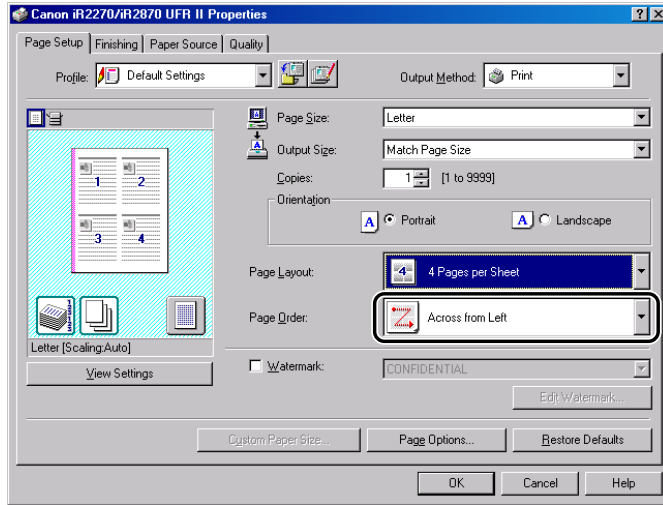 Canon iR2270/iR2870 UFR II Properties
Page Setup Finishing Paper Source Quality
Profile: Default Settings Output Method: Print
Page Size: Letter
Output Size: Match Page Size
Copies: 1 [1 to 9999]
Orientation
A Portrait A Landscape
1 2
3 4
Page Layout: 4 4 Pages per Sheet
Page Order: Across from Left
Letter [Scaling:Auto]
View Settings
Watermark: CONFIDENTIAL
Edit Watermark...
Custom Paper Size... Page Options... Restore Defaults
OK Cancel Help